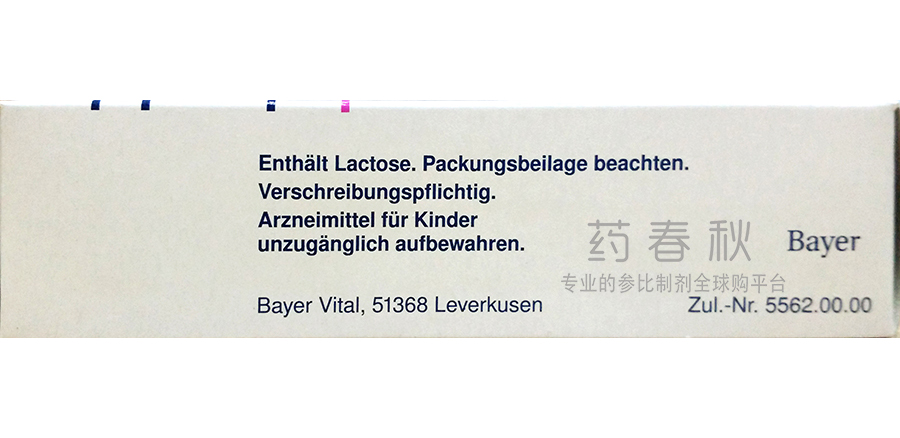 Enthält Lactose. Packungsbeilage beachten.
Verschreibungspflichtig.
Arzneimittel für Kinder
unzugänglich aufbewahren.
药春秋
Bayer
专业的参比制剂全球购平台
Bayer Vital, 51368 Leverkusen
Zul.-Nr. 5562.00.00